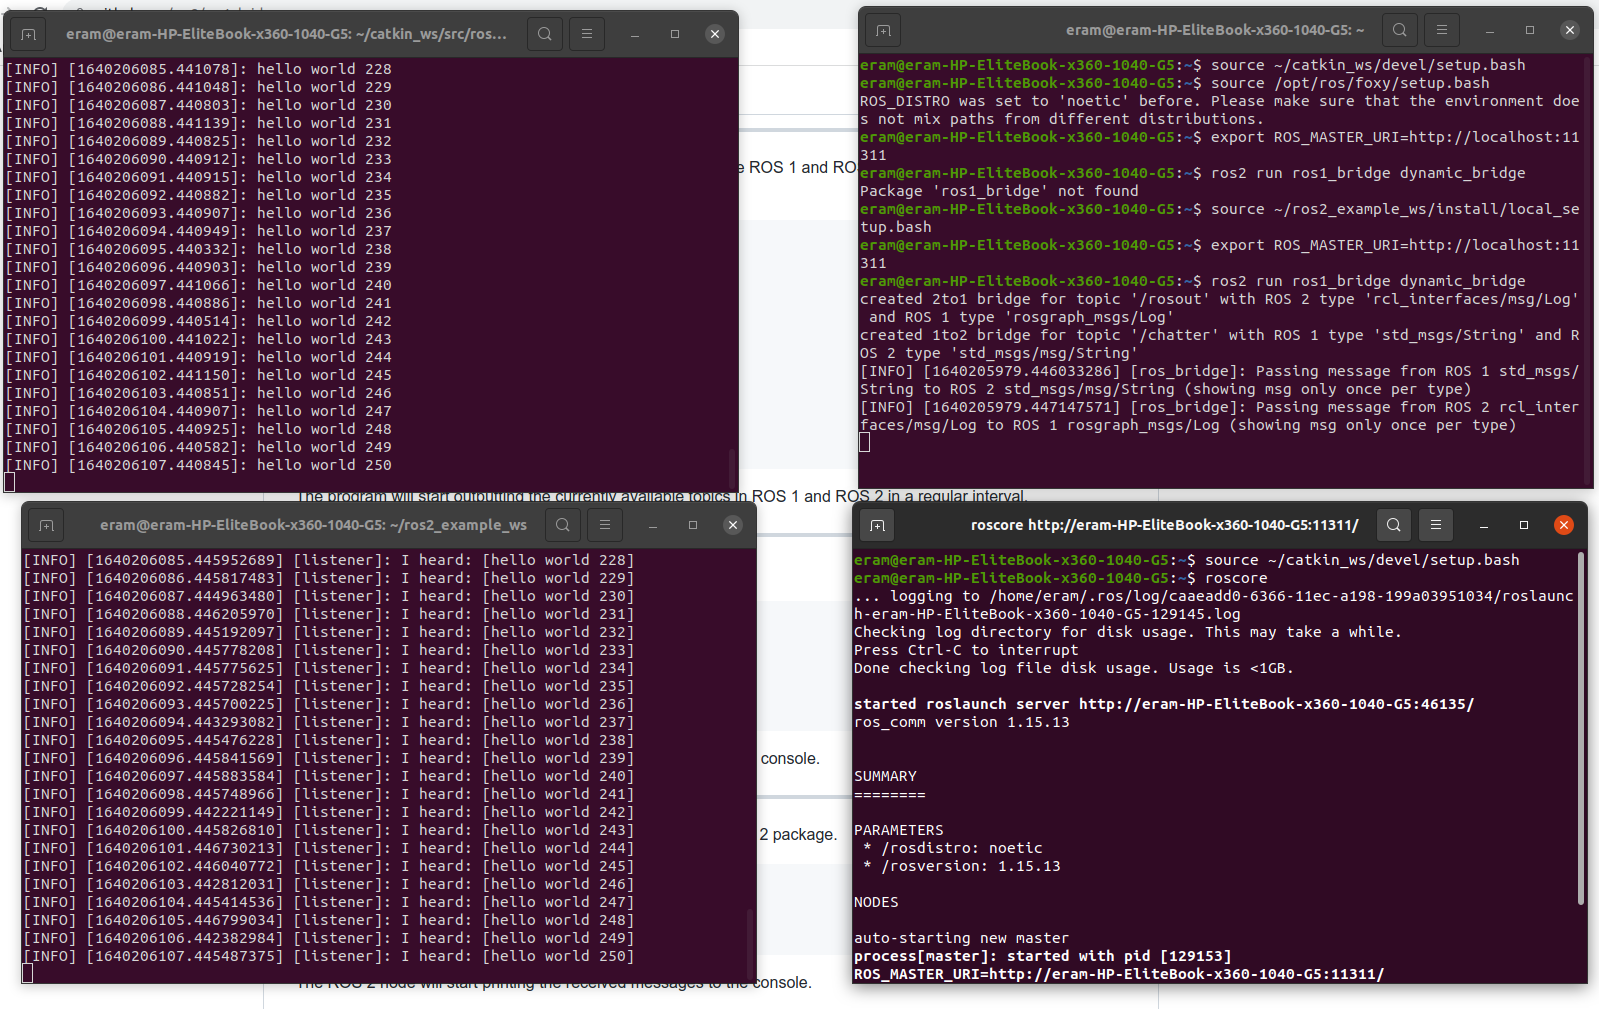 eram@eram-HP-EliteBook-x360-1040-G5: ~/catkin_ws/src/ros...
[INFO] [1640206085.441078]: hello world 228
[INFO] [1640206086.441048]: hello world 229
[INFO] [1640206087.440803]: hello world 230
[INFO] [1640206088.441139]: hello world 231
[INFO] [1640206089.440825]: hello world 232
[INFO] [1640206090.440912]: hello world 233
[INFO] [1640206091.440915]: hello world 234
[INFO] [1640206092.440882]: hello world 235
[INFO] [1640206093.440907]: hello world 236
[INFO] [1640206094.440949]: hello world 237
[INFO] [1640206095.440332]: hello world 238
[INFO] [1640206096.440903]: hello world 239
[INFO] [1640206097.441066]: hello world 240
[INFO] [1640206098.440886]: hello world 241
[INFO] [1640206099.440514]: hello world 242
[INFO] [1640206100.441022]: hello world 243
[INFO] [1640206101.440919]: hello world 244
[INFO] [1640206102.441150]: hello world 245
[INFO] [1640206103.440851]: hello world 246
[INFO] [1640206104.440907]: hello world 247
[INFO] [1640206105.440925]: hello world 248
[INFO] [1640206106.440582]: hello world 249
[INFO] [1640206107.440845]: hello world 250
e ROS 1 and RO
eram@eram-HP-EliteBook-x360-1040-G5: ~
eram@eram-HP-EliteBook-x360-1040-G5:~$ source ~/catkin_ws/devel/setup.bash
eram@eram-HP-EliteBook-x360-1040-G5:~$ source /opt/ros/foxy/setup.bash
ROS_DISTRO was set to 'noetic' before. Please make sure that the environment doe
s not mix paths from different distributions.
eram@eram-HP-EliteBook-x360-1040-G5:~$ export ROS_MASTER_URI=http://localhost:11
311
eram@eram-HP-EliteBook-x360-1040-G5:~$ ros2 run ros1_bridge dynamic_bridge
Package 'ros1_bridge' not found
eram@eram-HP-EliteBook-x360-1040-G5:~$ source ~/ros2_example_ws/install/local_se
tup.bash
eram@eram-HP-EliteBook-x360-1040-G5:~$ export ROS_MASTER_URI=http://localhost:11
311
eram@eram-HP-EliteBook-x360-1040-G5:~$ ros2 run ros1_bridge dynamic_bridge
created 2to1 bridge for topic '/rosout' with ROS 2 type 'rcl_interfaces/msg/Log'
 and ROS 1 type 'rosgraph_msgs/Log'
created 1to2 bridge for topic '/chatter' with ROS 1 type 'std_msgs/String' and R
OS 2 type 'std_msgs/msg/String'
[INFO] [1640205979.446033286] [ros_bridge]: Passing message from ROS 1 std_msgs/
String to ROS 2 std_msgs/msg/String (showing msg only once per type)
[INFO] [1640205979.447147571] [ros_bridge]: Passing message from ROS 2 rcl_inter
faces/msg/Log to ROS 1 rosgraph_msgs/Log (showing msg only once per type)
The program will start outputting the currently available topics in ROS 1 and ROS 2 in a regular interval.
eram@eram-HP-EliteBook-x360-1040-G5: ~/ros2_example_ws
[INFO] [1640206085.445952689] [listener]: I heard: [hello world 228]
[INFO] [1640206086.445817483] [listener]: I heard: [hello world 229]
[INFO] [1640206087.444963480] [listener]: I heard: [hello world 230]
[INFO] [1640206088.446205970] [listener]: I heard: [hello world 231]
[INFO] [1640206089.445192097] [listener]: I heard: [hello world 232]
[INFO] [1640206090.445778208] [listener]: I heard: [hello world 233]
[INFO] [1640206091.445775625] [listener]: I heard: [hello world 234]
[INFO] [1640206092.445728254] [listener]: I heard: [hello world 235]
[INFO] [1640206093.445700225] [listener]: I heard: [hello world 236]
[INFO] [1640206094.443293082] [listener]: I heard: [hello world 237]
[INFO] [1640206095.445476228] [listener]: I heard: [hello world 238]
[INFO] [1640206096.445841569] [listener]: I heard: [hello world 239]
[INFO] [1640206097.445883584] [listener]: I heard: [hello world 240]
[INFO] [1640206098.445748966] [listener]: I heard: [hello world 241]
[INFO] [1640206099.442221149] [listener]: I heard: [hello world 242]
[INFO] [1640206100.445826810] [listener]: I heard: [hello world 243]
[INFO] [1640206101.446730213] [listener]: I heard: [hello world 244]
[INFO] [1640206102.446040772] [listener]: I heard: [hello world 245]
[INFO] [1640206103.442812031] [listener]: I heard: [hello world 246]
[INFO] [1640206104.445414536] [listener]: I heard: [hello world 247]
[INFO] [1640206105.446799034] [listener]: I heard: [hello world 248]
[INFO] [1640206106.442382984] [listener]: I heard: [hello world 249]
[INFO] [1640206107.445487375] [listener]: I heard: [hello world 250]
console.
2 package.
The ROS 2 node will start printing the received messages to the console.
roscore http://eram-HP-EliteBook-x360-1040-G5:11311/
eram@eram-HP-EliteBook-x360-1040-G5:~$ source ~/catkin_ws/devel/setup.bash
eram@eram-HP-EliteBook-x360-1040-G5:~$ roscore
... logging to /home/eram/.ros/log/caaeadd0-6366-11ec-a198-199a03951034/roslaunc
h-eram-HP-EliteBook-x360-1040-G5-129145.log
Checking log directory for disk usage. This may take a while.
Press Ctrl-C to interrupt
Done checking log file disk usage. Usage is <1GB.
started roslaunch server http://eram-HP-EliteBook-x360-1040-G5:46135/
ros_comm version 1.15.13
SUMMARY
========
PARAMETERS
 * /rosdistro: noetic
 * /rosversion: 1.15.13
NODES
auto-starting new master
process[master]: started with pid [129153]
ROS_MASTER_URI=http://eram-HP-EliteBook-x360-1040-G5:11311/